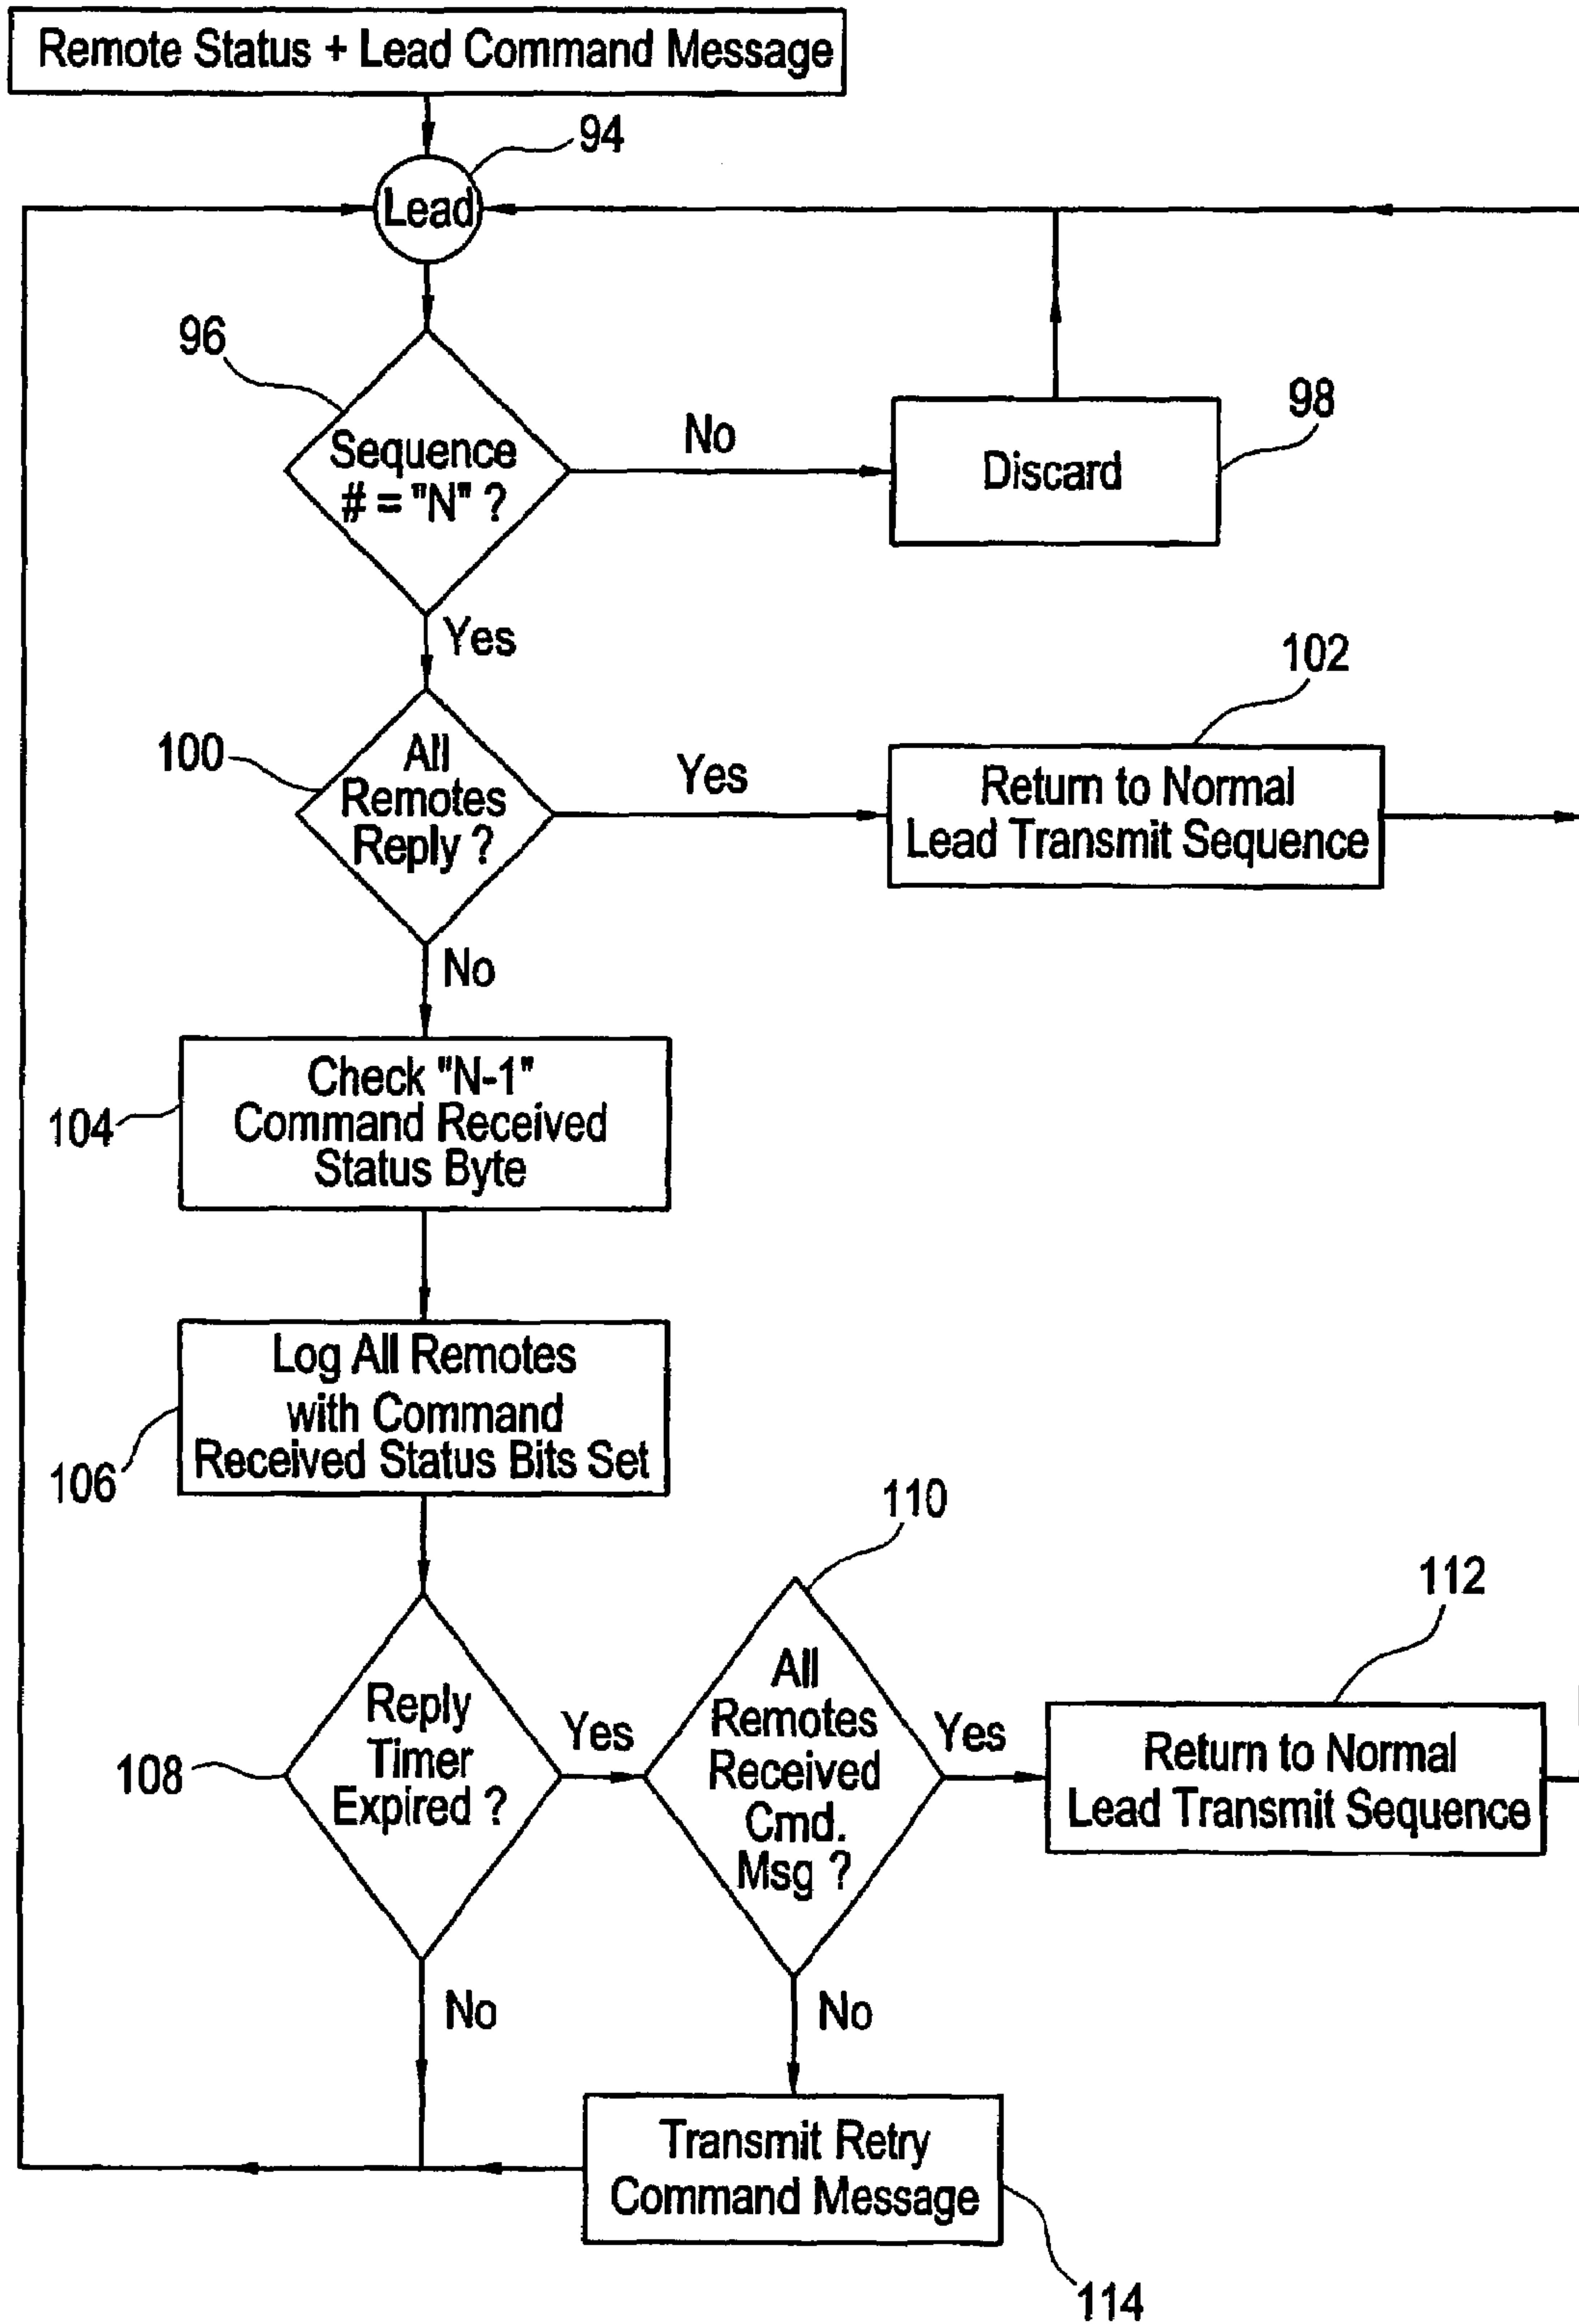 Remote Status + Lead Command Message
94
Lead
96
Sequence
# = "N" ?
No
98
Discard
Yes
102
100
All
Remotes
Reply ?
Yes
Return to Normal
Lead Transmit Sequence
No
104
Check "N-1"
Command Received
Status Byte
106
Log All Remotes
with Command
Received Status Bits Set
110
108
Reply
Timer
Expired ?
Yes
All
Remotes
Received
Cmd.
Msg ?
Yes
112
Return to Normal
Lead Transmit Sequence
No
No
Transmit Retry
Command Message
114